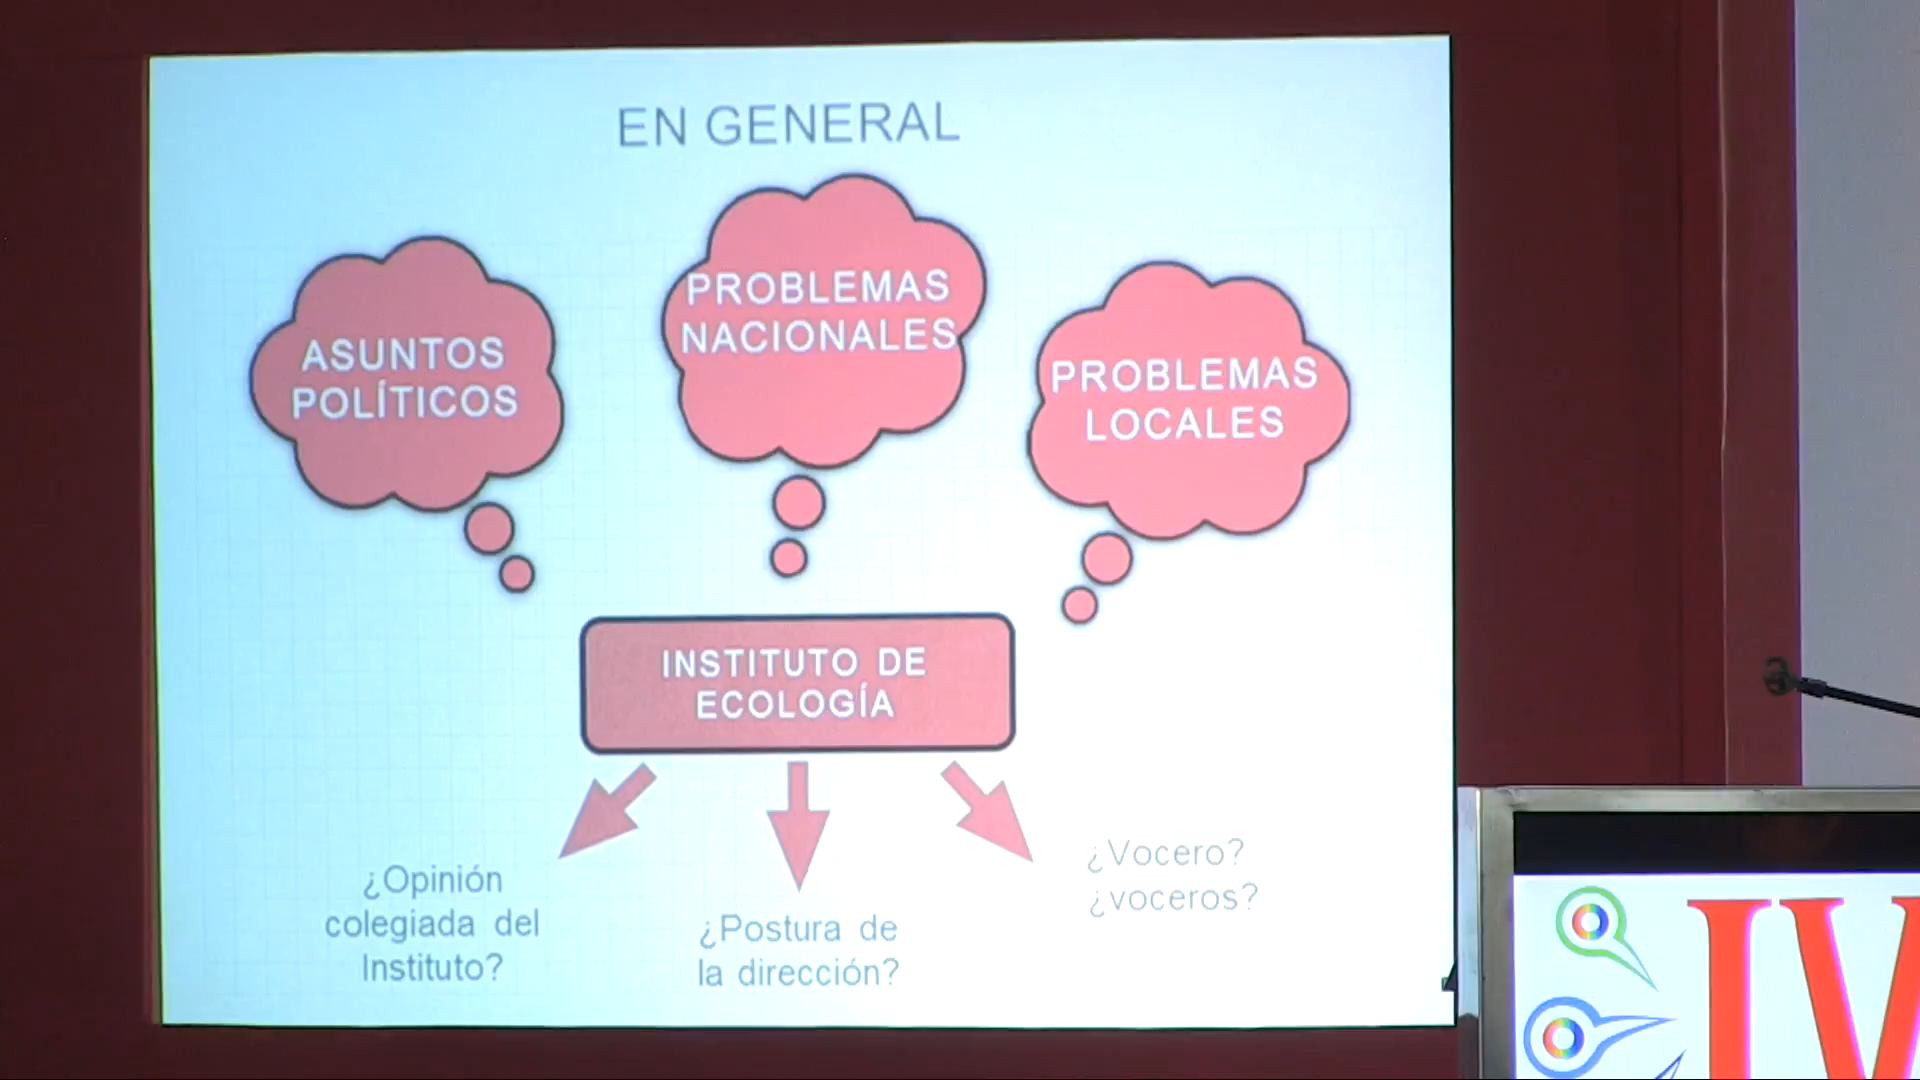 EN GENERAL
ASUNTOS
POLÍTICOS
PROBLEMAS
NACIONALES
PROBLEMAS
LOCALES
INSTITUTO DE
ECOLOGÍA
¿Opinión
colegiada del
Instituto?
¿Postura de
la dirección?
¿Vocero?
¿voceros?
IV